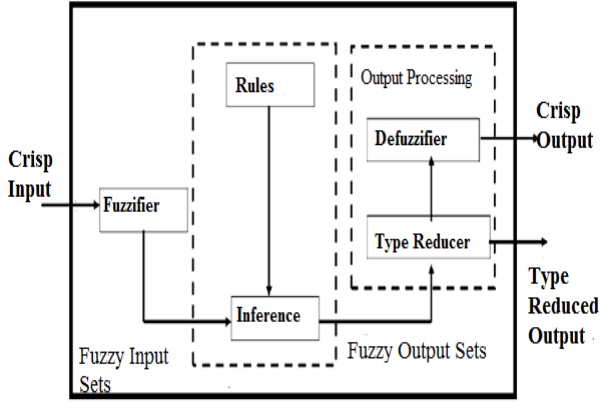 Rules
Output Processing
Crisp
Output
Defuzzifier
Crisp
Input
Fuzzifier
Type Reducer
Type
Reduced
Output
Inference
Fuzzy Input
Sets
Fuzzy Output Sets